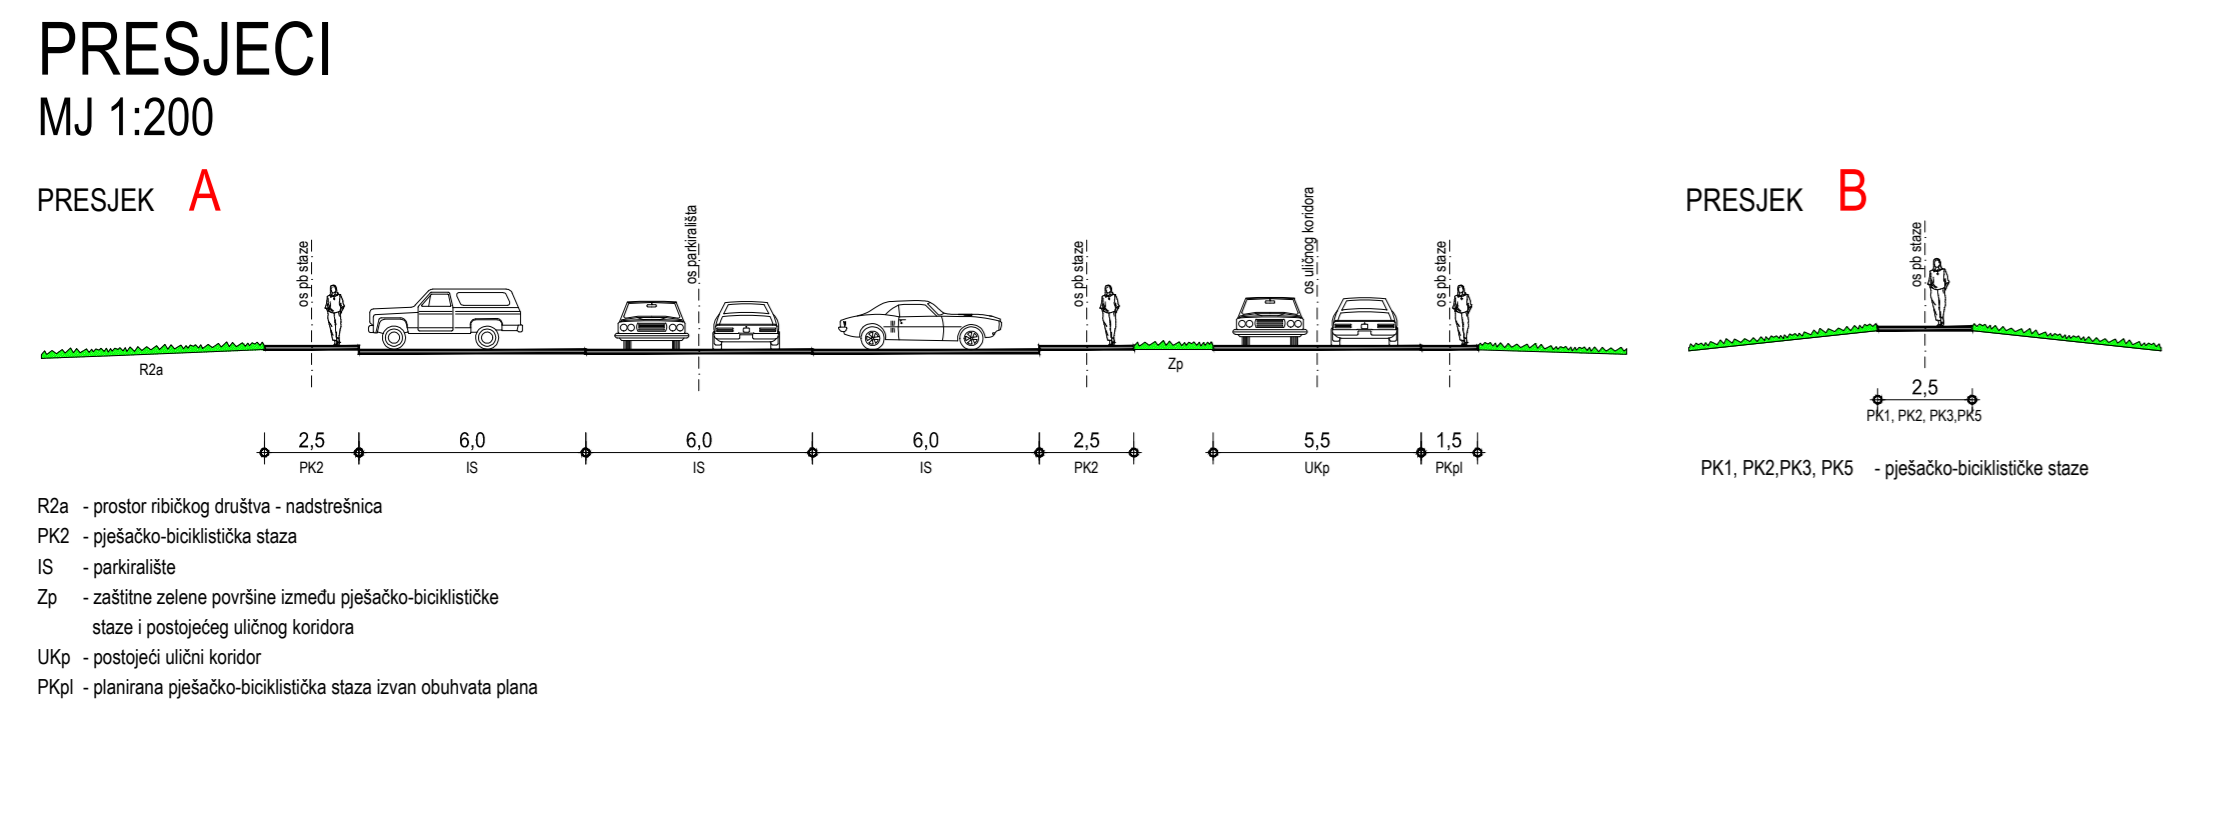 PRESJECI
MJ 1:200
PRESJEK A
os pb staze
os parkirališta
os pb staze
os uličnog koridora
os pb staze
R2a
Zp
2,5 6,0 6,0 6,0 2,5 5,5 1,5
PK2 IS IS IS PK2 UKp PKpl
R2a - prostor ribičkog društva - nadstrešnica
PK2 - pješačko-biciklistička staza
IS - parkiralište
Zp - zaštitne zelene površine između pješačko-biciklističke
staze i postojećeg uličnog koridora
UKp - postojeći ulični koridor
PKpl - planirana pješačko-biciklistička staza izvan obuhvata plana
PRESJEK B
os pb staze
2,5
PK1, PK2, PK3,PK5
PK1, PK2,PK3, PK5 - pješačko-biciklističke staze